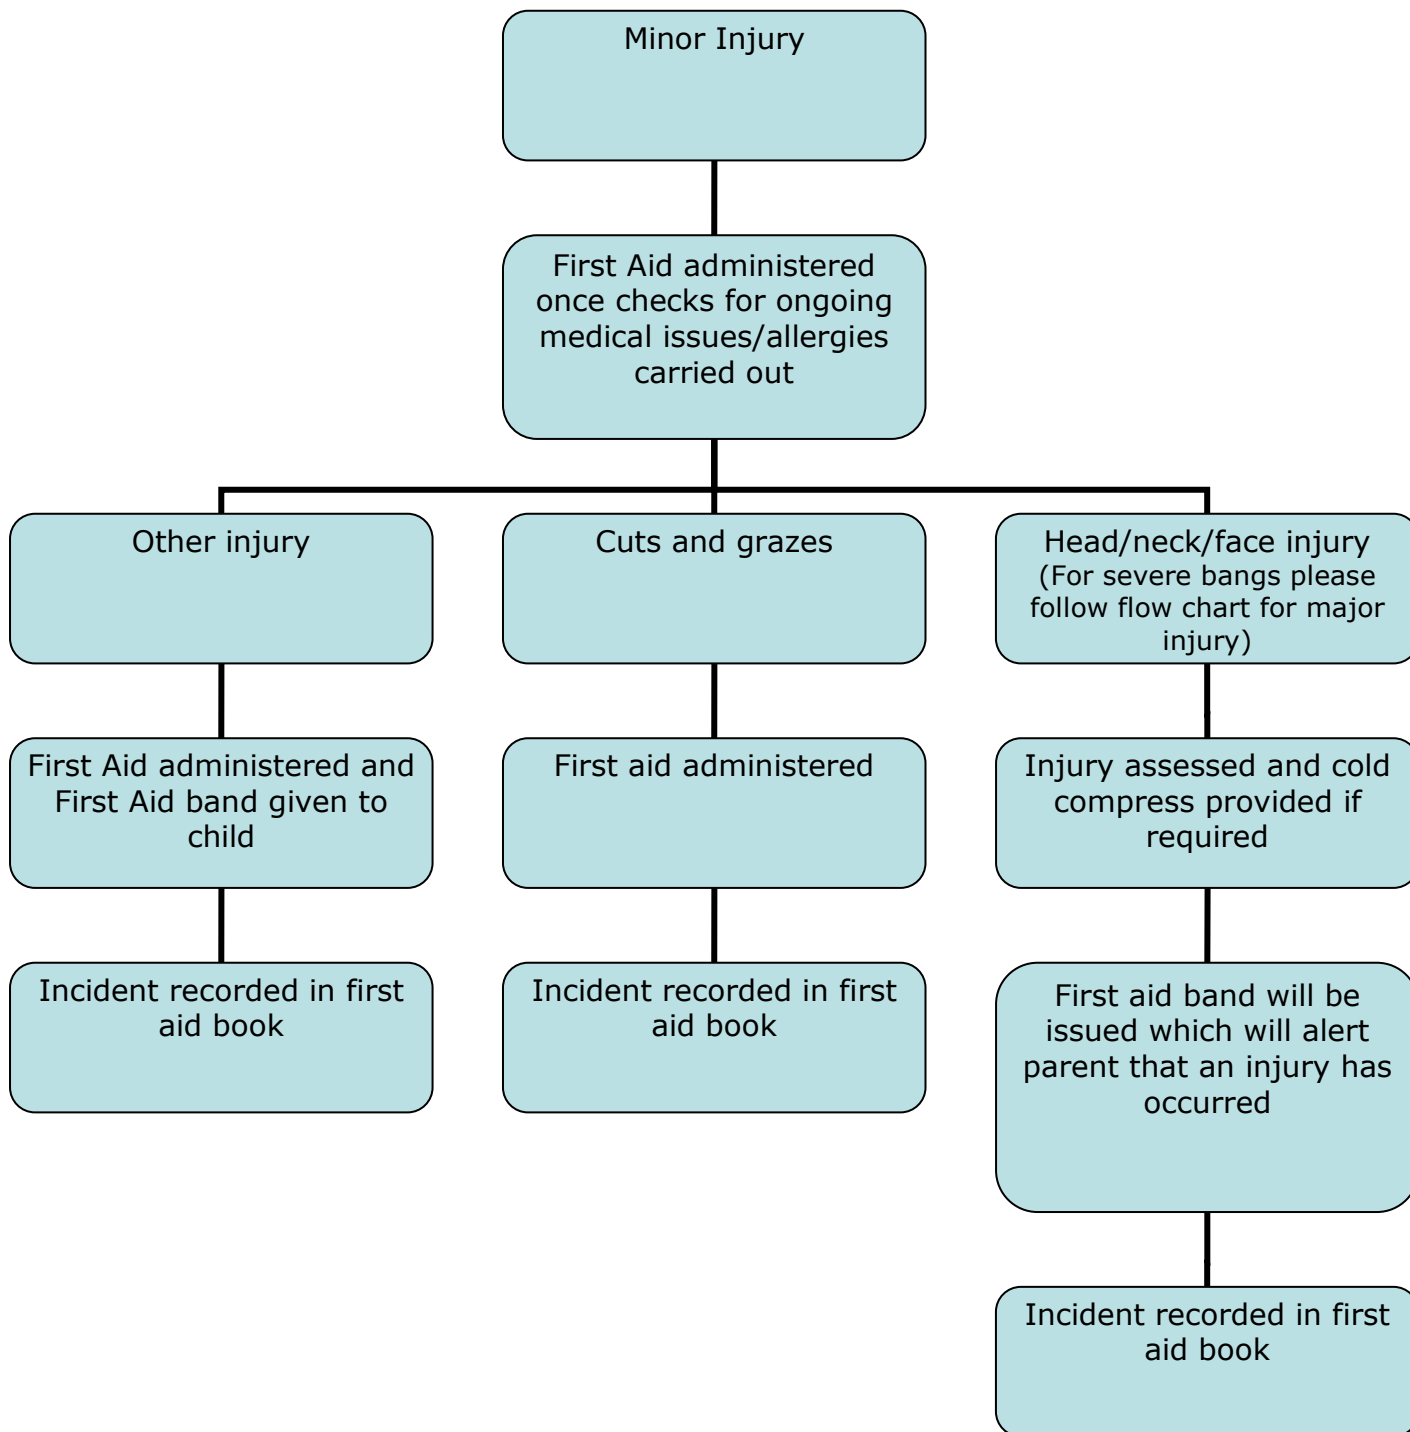 Minor Injury
First Aid administered
once checks for ongoing
medical issues/allergies
carried out
Other injury
Cuts and grazes
Head/neck/face injury
(For severe bangs please
follow flow chart for major
injury)
First Aid administered and
First Aid band given to
child
First aid administered
Injury assessed and cold
compress provided if
required
Incident recorded in first
aid book
Incident recorded in first
aid book
First aid band will be
issued which will alert
parent that an injury has
occurred
Incident recorded in first
aid book